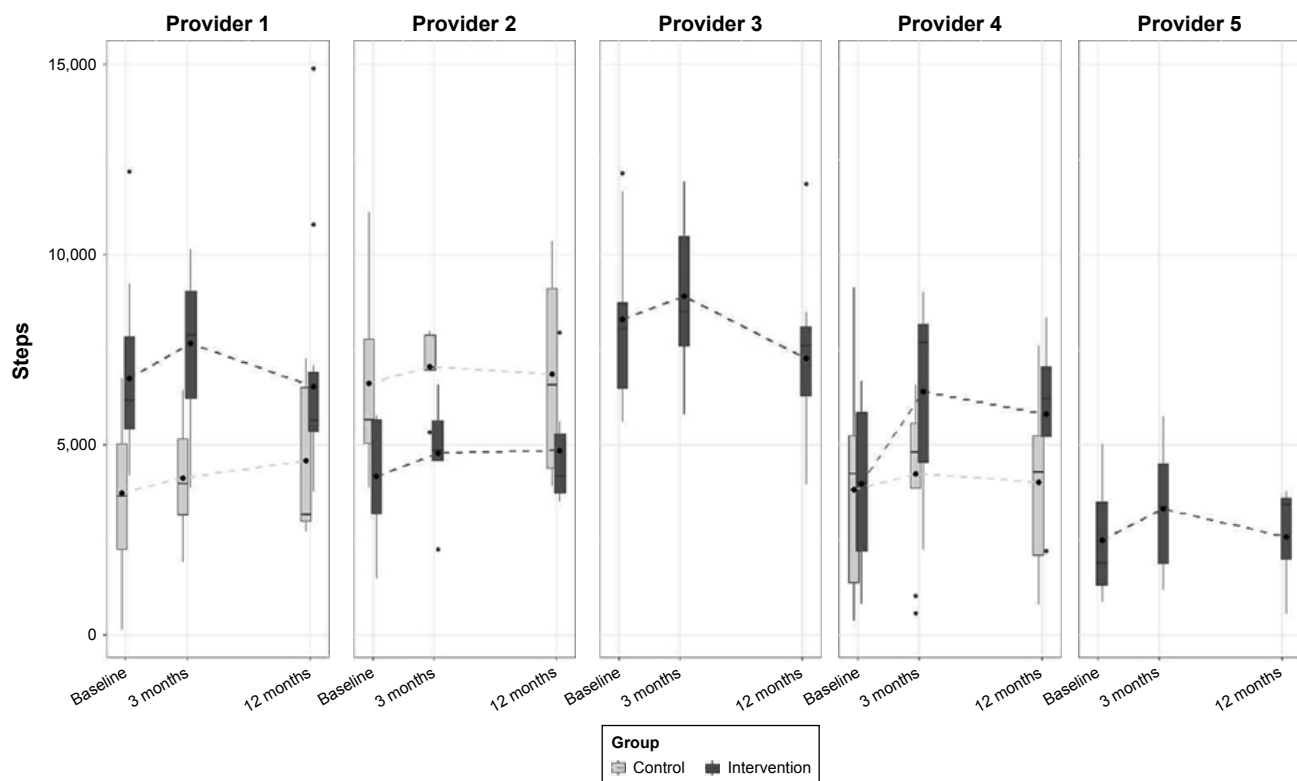 Provider 1 Provider 2 Provider 3 Provider 4 Provider 5
15,000
10,000
5,000
0
Steps
Baseline 3 months 12 months Baseline 3 months 12 months Baseline 3 months 12 months Baseline 3 months 12 months Baseline 3 months 12 months
Group
Control Intervention